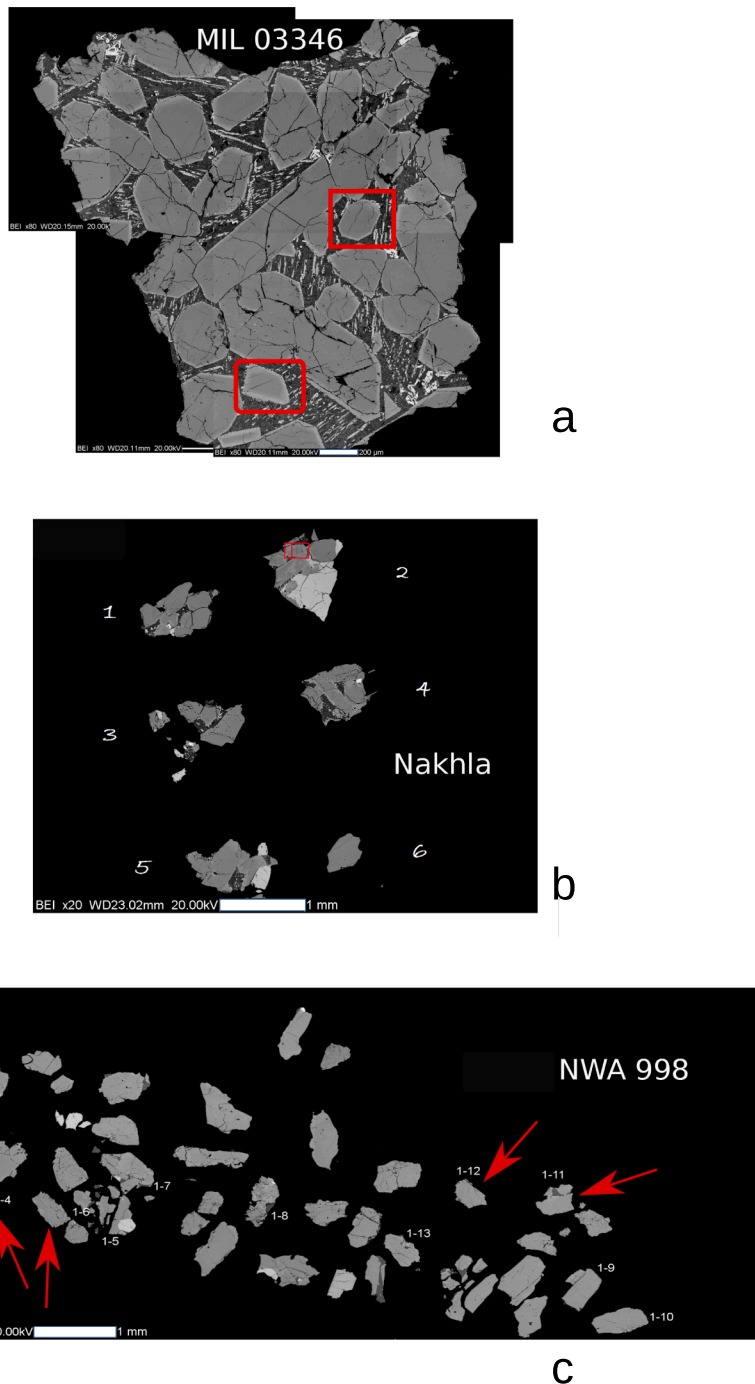 MIL 03346
BEI x80 WD20.15mm 20.00k
BEI x80 WD20.11mm 20.00kV
BEI x80 WD20.11mm 20.00kV 200 µm
a
2
1
4
3
Nakhla
6
5
b
BEI x20 WD23.02mm 20.00kV 1 mm
NWA 998
1-12
1-11
1-7
-4
1-6
1-8
1-13
1-5
1-9
1-10
0.00kV 1 mm
c